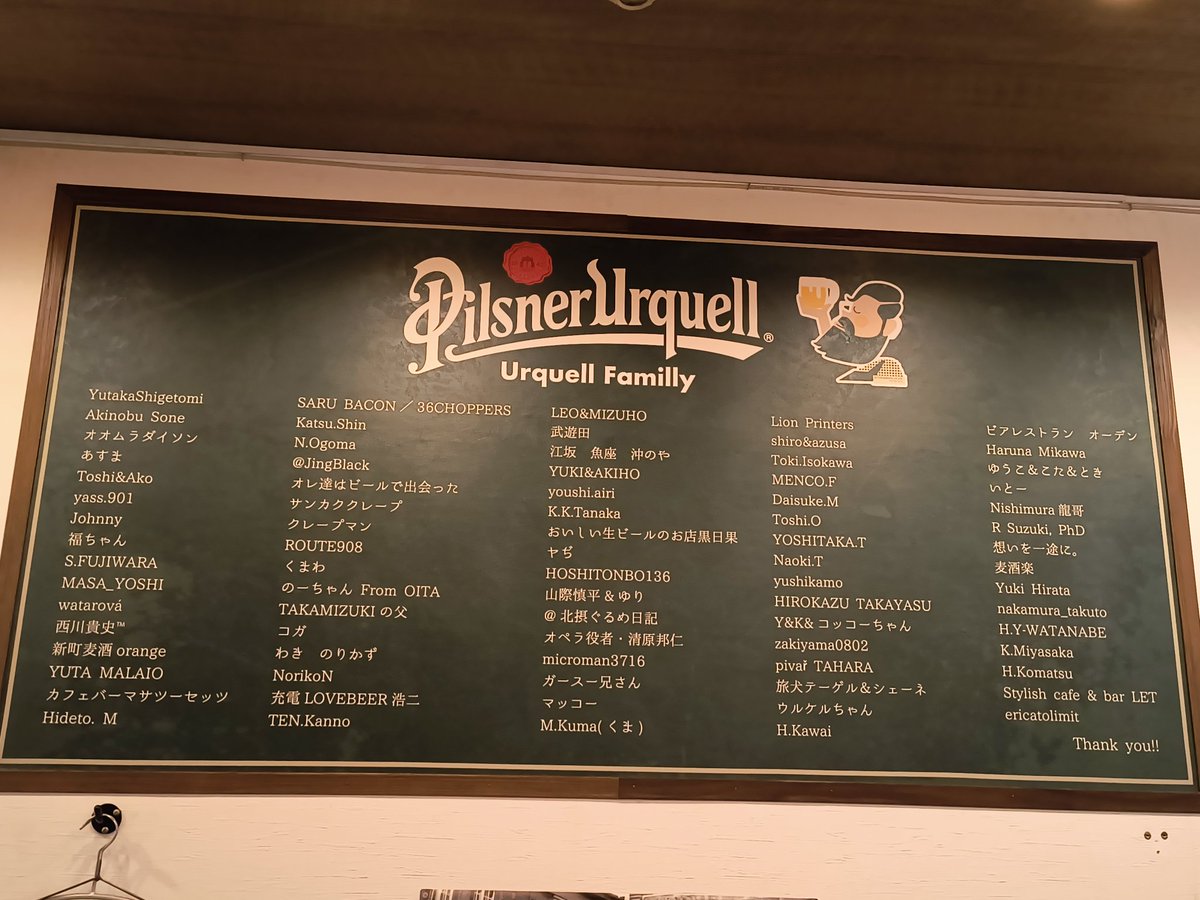 Pilsner Urquell®
Urquell Familly
YutakaShigetomi
Akinobu Sone
オオムラダイソン
あすま
Toshi&Ako
yass.901
Johnny
福ちゃん
S.FUJIWARA
MASA_YOSHI
watarová
西川貴史™
新町麦酒 orange
YUTA MALAIO
カフェバーマサツーセッツ
Hideto. M
SARU BACON／36CHOPPERS
Katsu.Shin
N.Ogoma
@JingBlack
オレ達はビールで出会った
サンカククレープ
クレープマン
ROUTE908
くまわ
のーちゃん From OITA
TAKAMIZUKI の父
コガ
わき　のりかず
NorikoN
充電 LOVEBEER 浩二
TEN.Kanno
LEO&MIZUHO
武遊田
江坂　魚座　沖のや
YUKI&AKIHO
youshi.airi
K.K.Tanaka
おいしい生ビールのお店黒日果
ヤぢ
HOSHITONBO136
山際慎平 & ゆり
@ 北摂ぐるめ日記
オペラ役者・清原邦仁
microman3716
ガースー兄さん
マッコー
M.Kuma( くま )
Lion Printers
shiro&azusa
Toki.Isokawa
MENCO.F
Daisuke.M
Toshi.O
YOSHITAKA.T
Naoki.T
yushikamo
HIROKAZU TAKAYASU
Y&K& コッコーちゃん
zakiyama0802
pivař TAHARA
旅犬テーゲル＆シェーネ
ウルケルちゃん
H.Kawai
ビアレストラン　オーデン
Haruna Mikawa
ゆうこ＆こた＆とき
いとー
Nishimura 龍哥
R Suzuki, PhD
想いを一途に。
麦酒楽
Yuki Hirata
nakamura_takuto
H.Y-WATANABE
K.Miyasaka
H.Komatsu
Stylish cafe & bar LET
ericatolimit
Thank you!!